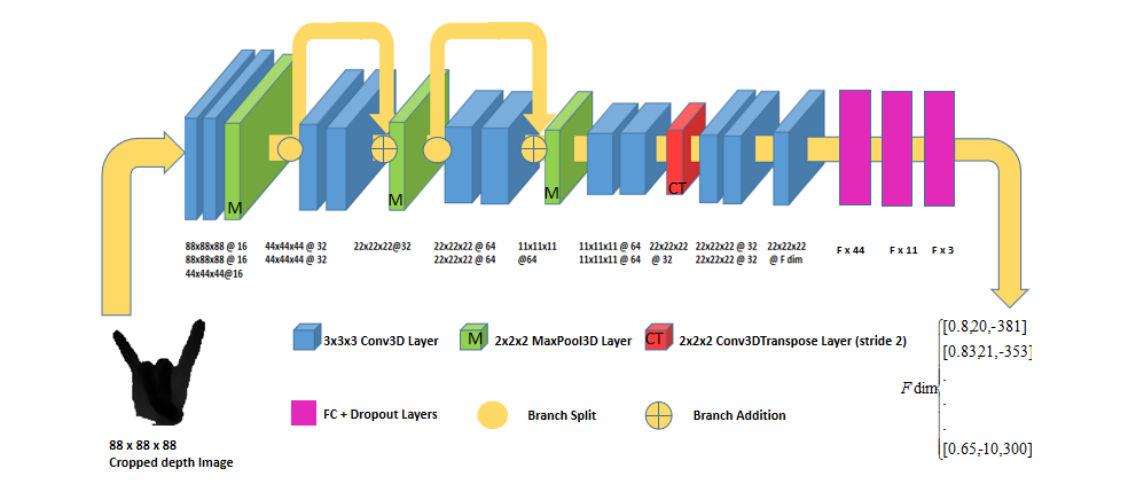 M
M
M
CT
88x88x88 @ 16
88x88x88 @ 16
44x44x44@16
44x44x44 @ 32
44x44x44 @ 32
22x22x22@32
22x22x22 @ 64
22x22x22 @ 64
11x11x11
@64
11x11x11 @ 64
11x11x11 @ 64
22x22x22
@ 32
22x22x22 @ 32
22x22x22 @ 32
22x22x22
@ F dim
F x 44
F x 11
F x 3
M
3x3x3 Conv3D Layer
2x2x2 MaxPool3D Layer
CT
2x2x2 Conv3DTranspose Layer (stride 2)
FC + Dropout Layers
Branch Split
Branch Addition
88 x 88 x 88
Cropped depth Image
F dim
[0.8,20,-381]
[0.83,21,-353]
.
.
.
[0.65,-10,300]